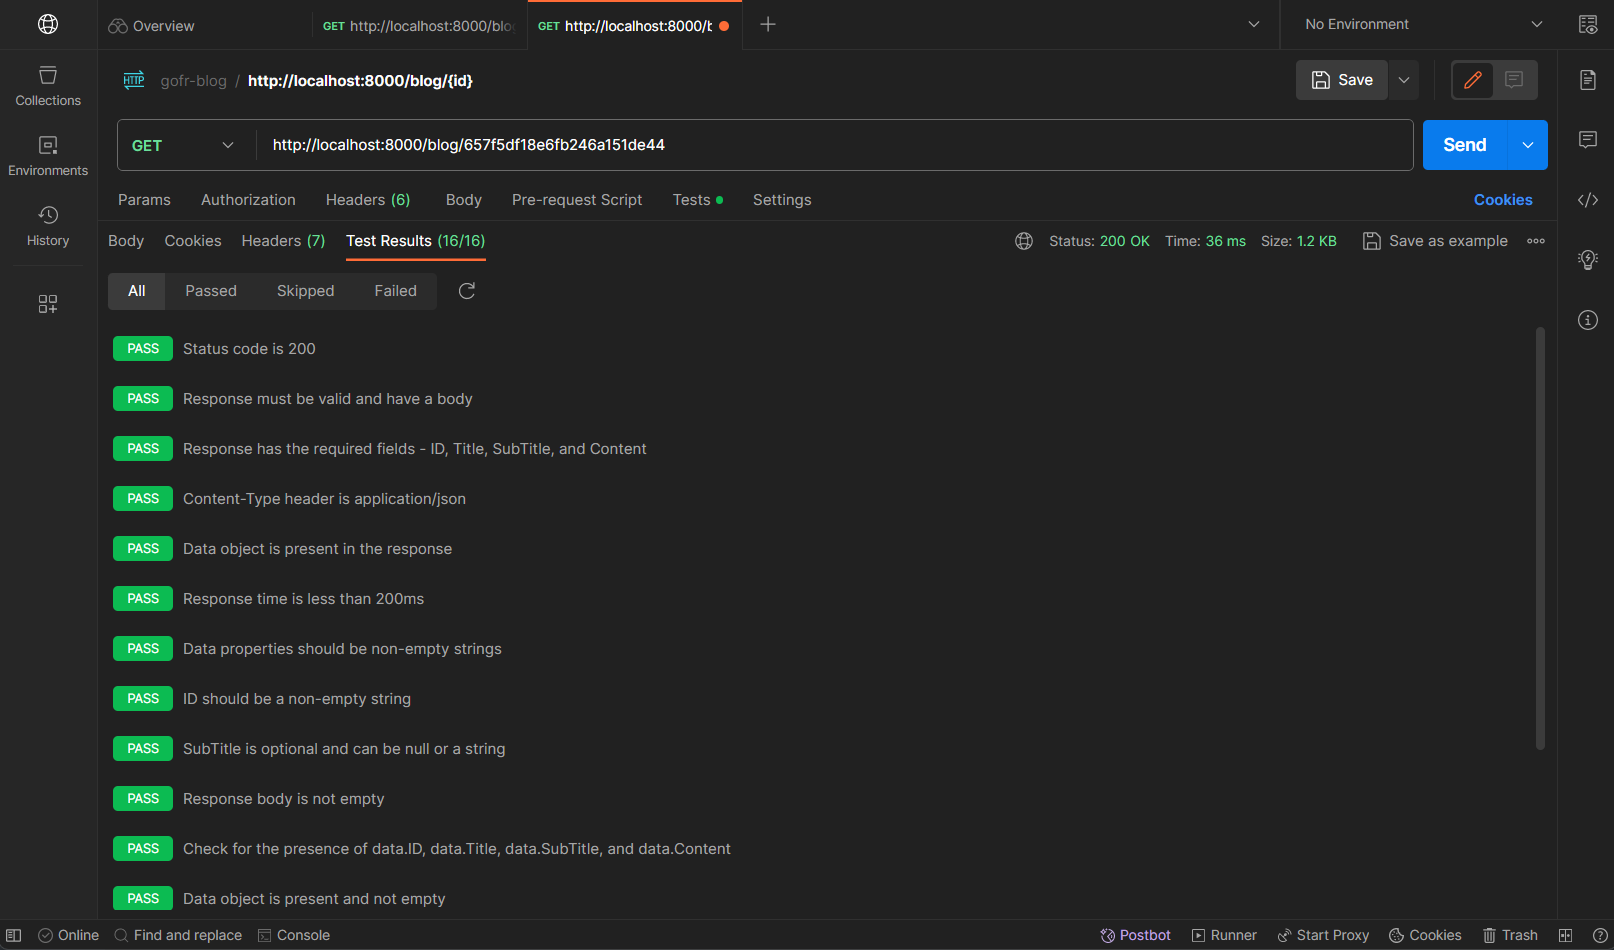 Overview
GET http://localhost:8000/blo
GET http://localhost:8000/b
No Environment
Collections
Environments
History
HTTP gofr-blog / http://localhost:8000/blog/{id}
Save
GET http://localhost:8000/blog/657f5df18e6fb246a151de44
Send
Params Authorization Headers (6) Body Pre-request Script Tests Settings Cookies
Body Cookies Headers (7) Test Results (16/16) Status: 200 OK Time: 36 ms Size: 1.2 KB Save as example
All Passed Skipped Failed
PASS Status code is 200
PASS Response must be valid and have a body
PASS Response has the required fields - ID, Title, SubTitle, and Content
PASS Content-Type header is application/json
PASS Data object is present in the response
PASS Response time is less than 200ms
PASS Data properties should be non-empty strings
PASS ID should be a non-empty string
PASS SubTitle is optional and can be null or a string
PASS Response body is not empty
PASS Check for the presence of data.ID, data.Title, data.SubTitle, and data.Content
PASS Data object is present and not empty
Online Find and replace Console Postbot Runner Start Proxy Cookies Trash